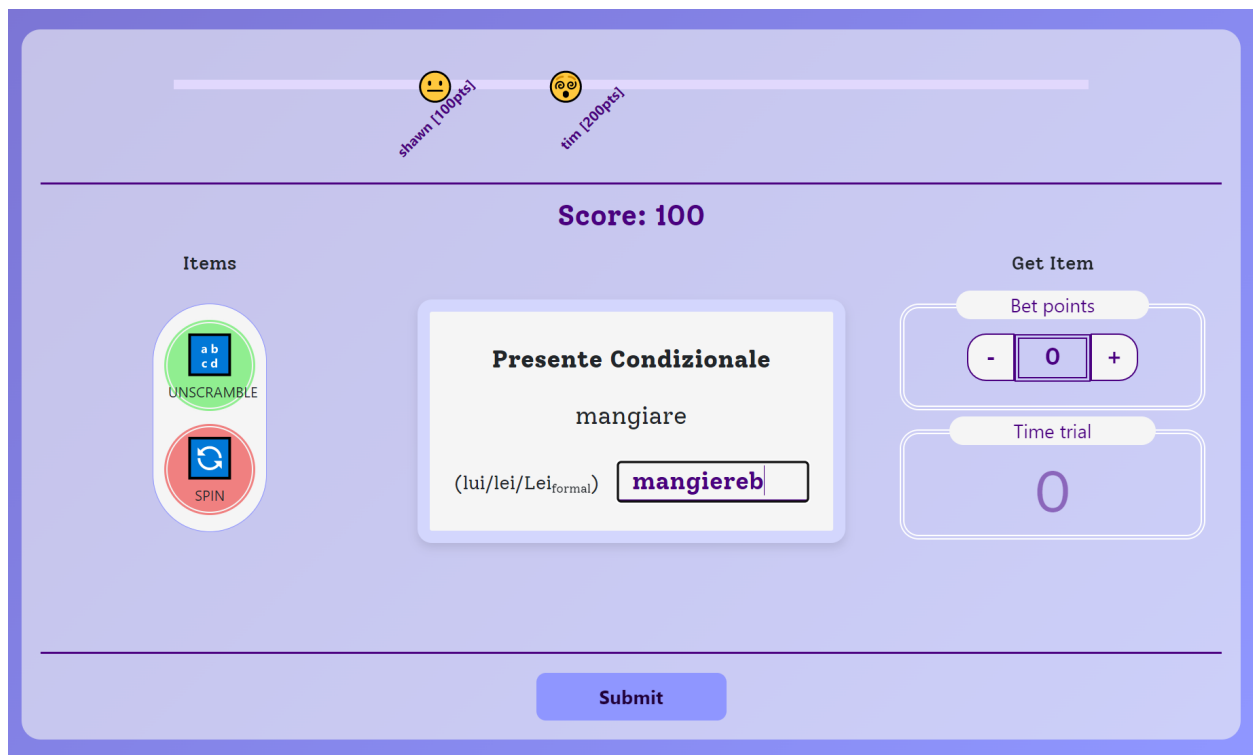 shawn [100pts]
tim [200pts]
Score: 100
Items
Get Item
a b
c d
UNSCRAMBLE
SPIN
Presente Condizionale
mangiare
(lui/lei/Leiformal) mangiereb
Bet points
- 0 +
Time trial
0
Submit